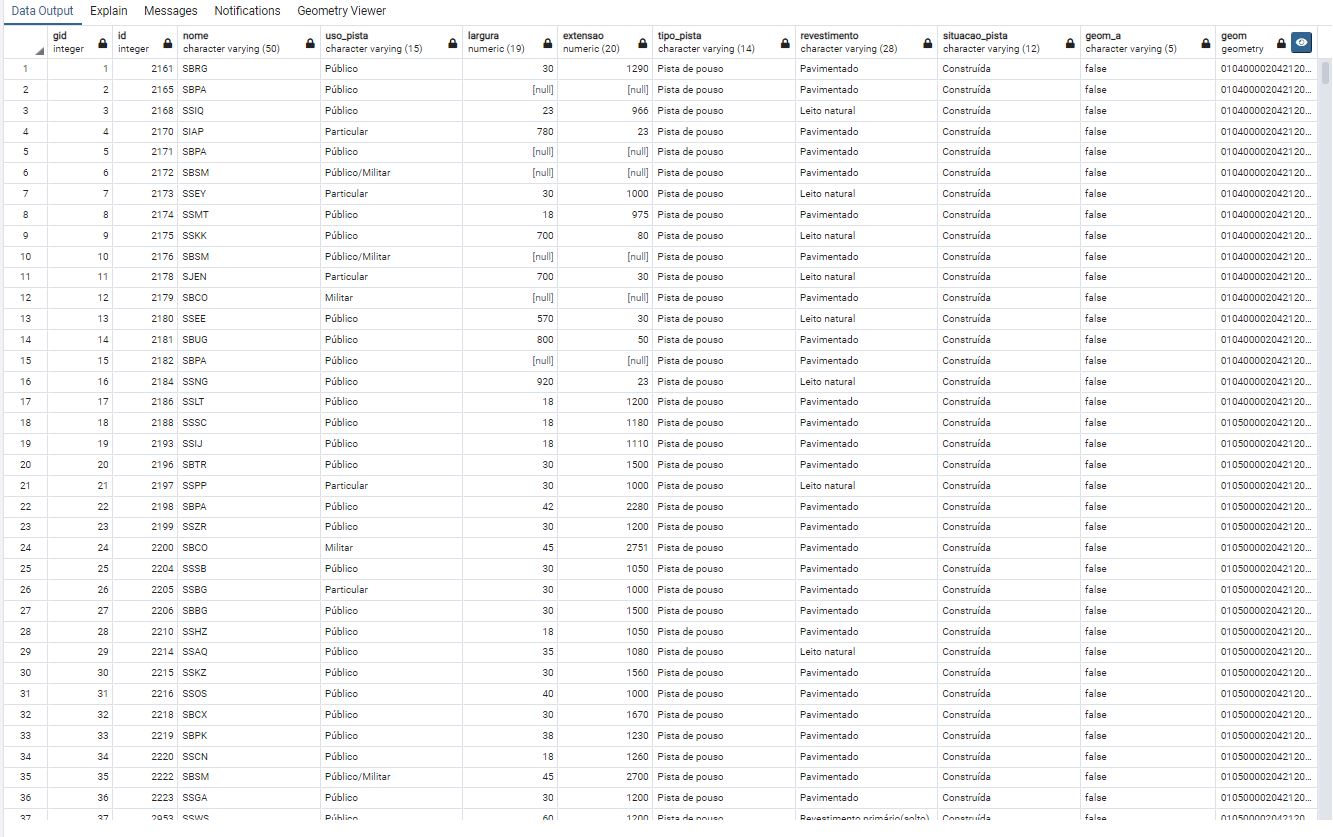 Data Output Explain Messages Notifications Geometry Viewer
gid id nome uso_pista largura extensao tipo_pista revestimento situacao_pista geom_a geom
integer integer character varying (50) character varying (15) numeric (19) numeric (20) character varying (14) character varying (28) character varying (12) character varying (5) geometry
1 1 2161 SBRG Público 30 1290 Pista de pouso Pavimentado Construída false 010400002042120...
2 2 2165 SBPA Público [null] [null] Pista de pouso Pavimentado Construída false 010400002042120...
3 3 2168 SSIQ Público 23 966 Pista de pouso Leito natural Construída false 010400002042120...
4 4 2170 SIAP Particular 780 23 Pista de pouso Pavimentado Construída false 010400002042120...
5 5 2171 SBPA Público [null] [null] Pista de pouso Pavimentado Construída false 010400002042120...
6 6 2172 SBSM Público/Militar [null] [null] Pista de pouso Pavimentado Construída false 010400002042120...
7 7 2173 SSEY Particular 30 1000 Pista de pouso Leito natural Construída false 010400002042120...
8 8 2174 SSMT Público 18 975 Pista de pouso Pavimentado Construída false 010400002042120...
9 9 2175 SSKK Público 700 80 Pista de pouso Leito natural Construída false 010400002042120...
10 10 2176 SBSM Público/Militar [null] [null] Pista de pouso Pavimentado Construída false 010400002042120...
11 11 2178 SJEN Particular 700 30 Pista de pouso Leito natural Construída false 010400002042120...
12 12 2179 SBCO Militar [null] [null] Pista de pouso Pavimentado Construída false 010400002042120...
13 13 2180 SSEE Público 570 30 Pista de pouso Leito natural Construída false 010400002042120...
14 14 2181 SBUG Público 800 50 Pista de pouso Pavimentado Construída false 010400002042120...
15 15 2182 SBPA Público [null] [null] Pista de pouso Pavimentado Construída false 010400002042120...
16 16 2184 SSNG Público 920 23 Pista de pouso Leito natural Construída false 010400002042120...
17 17 2186 SSLT Público 18 1200 Pista de pouso Pavimentado Construída false 010400002042120...
18 18 2188 SSSC Público 18 1180 Pista de pouso Pavimentado Construída false 010500002042120...
19 19 2193 SSIJ Público 18 1110 Pista de pouso Pavimentado Construída false 010500002042120...
20 20 2196 SBTR Público 30 1500 Pista de pouso Pavimentado Construída false 010500002042120...
21 21 2197 SSPP Particular 30 1000 Pista de pouso Leito natural Construída false 010500002042120...
22 22 2198 SBPA Público 42 2280 Pista de pouso Pavimentado Construída false 010500002042120...
23 23 2199 SSZR Público 30 1200 Pista de pouso Pavimentado Construída false 010500002042120...
24 24 2200 SBCO Militar 45 2751 Pista de pouso Pavimentado Construída false 010500002042120...
25 25 2204 SSSB Público 30 1050 Pista de pouso Pavimentado Construída false 010500002042120...
26 26 2205 SSBG Particular 30 1000 Pista de pouso Pavimentado Construída false 010500002042120...
27 27 2206 SBBG Público 30 1500 Pista de pouso Pavimentado Construída false 010500002042120...
28 28 2210 SSHZ Público 18 1050 Pista de pouso Pavimentado Construída false 010500002042120...
29 29 2214 SSAQ Público 35 1080 Pista de pouso Leito natural Construída false 010500002042120...
30 30 2215 SSKZ Público 30 1560 Pista de pouso Pavimentado Construída false 010500002042120...
31 31 2216 SSOS Público 40 1000 Pista de pouso Pavimentado Construída false 010500002042120...
32 32 2218 SBCX Público 30 1670 Pista de pouso Pavimentado Construída false 010500002042120...
33 33 2219 SBPK Público 38 1230 Pista de pouso Pavimentado Construída false 010500002042120...
34 34 2220 SSCN Público 18 1260 Pista de pouso Pavimentado Construída false 010500002042120...
35 35 2222 SBSM Público/Militar 45 2700 Pista de pouso Pavimentado Construída false 010500002042120...
36 36 2223 SSGA Público 30 1200 Pista de pouso Pavimentado Construída false 010500002042120...
37 37 2953 SSWS Público 60 1200 Pista de pouso Revestimento primário(solto) Construída false 010500002042120...